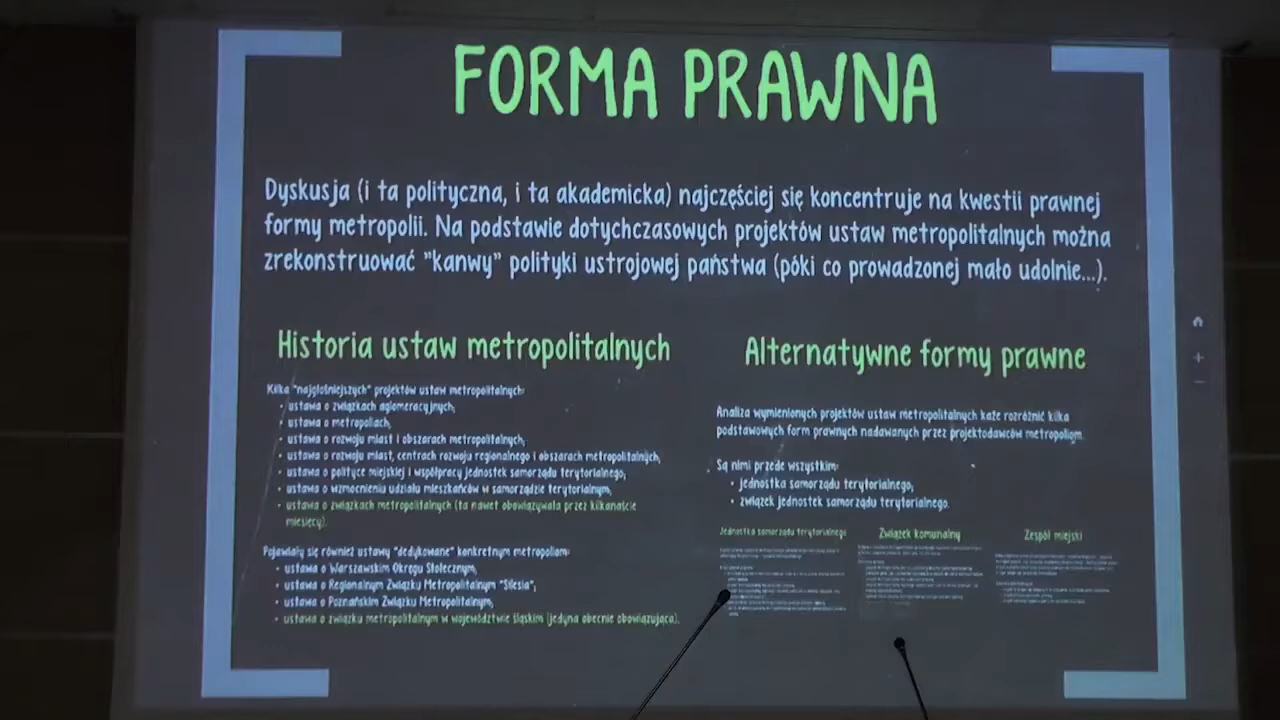 FORMA PRAWNA
Dyskusja (i ta polityczna, i ta akademicka) najczęściej się koncentruje na kwestii prawnej
formy metropolii. Na podstawie dotychczasowych projektów ustaw metropolitalnych można
zrekonstruować "kanwy" polityki ustrojowej państwa (póki co prowadzonej mało udolnie...).
Historia ustaw metropolitalnych
Kilka "najgłośniejszych" projektów ustaw metropolitalnych:
• ustawa o związkach aglomeracyjnych,
• ustawa o metropoliach,
• ustawa o rozwoju miast i obszarach metropolitalnych,
• ustawa o rozwoju miast, centrach rozwoju regionalnego i obszarach metropolitalnych,
• ustawa o polityce miejskiej i współpracy jednostek samorządu terytorialnego,
• ustawa o wzmocnieniu udziału mieszkańców w samorządzie terytorialnym,
• ustawa o związkach metropolitalnych (ta nawet obowiązywała przez kilkanaście
miesięcy).
Pojawiały się również ustawy "dedykowane" konkretnym metropoliom:
• ustawa o Warszawskim Okręgu Stołecznym,
• ustawa o Regionalnym Związku Metropolitalnym "Silesia",
• ustawa o Poznańskim Związku Metropolitalnym,
• ustawa o związku metropolitalnym w województwie śląskim (jedyna obecnie obowiązująca).
Alternatywne formy prawne
Analiza wymienionych projektów ustaw metropolitalnych każe rozróżnić kilka
podstawowych form prawnych nadawanych przez projektodawców metropoliom.
Są nimi przede wszystkim:
• jednostka samorządu terytorialnego,
• związek jednostek samorządu terytorialnego.
Jednostka samorządu terytorialnego
Związek komunalny
Zespół miejski